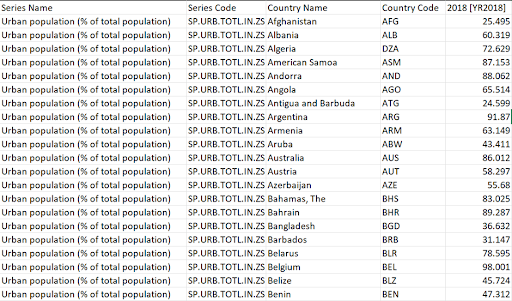 Series Name Series Code Country Name Country Code 2018 [YR2018]
Urban population (% of total population) SP.URB.TOTL.IN.ZS Afghanistan AFG 25.495
Urban population (% of total population) SP.URB.TOTL.IN.ZS Albania ALB 60.319
Urban population (% of total population) SP.URB.TOTL.IN.ZS Algeria DZA 72.629
Urban population (% of total population) SP.URB.TOTL.IN.ZS American Samoa ASM 87.153
Urban population (% of total population) SP.URB.TOTL.IN.ZS Andorra AND 88.062
Urban population (% of total population) SP.URB.TOTL.IN.ZS Angola AGO 65.514
Urban population (% of total population) SP.URB.TOTL.IN.ZS Antigua and Barbuda ATG 24.599
Urban population (% of total population) SP.URB.TOTL.IN.ZS Argentina ARG 91.87
Urban population (% of total population) SP.URB.TOTL.IN.ZS Armenia ARM 63.149
Urban population (% of total population) SP.URB.TOTL.IN.ZS Aruba ABW 43.411
Urban population (% of total population) SP.URB.TOTL.IN.ZS Australia AUS 86.012
Urban population (% of total population) SP.URB.TOTL.IN.ZS Austria AUT 58.297
Urban population (% of total population) SP.URB.TOTL.IN.ZS Azerbaijan AZE 55.68
Urban population (% of total population) SP.URB.TOTL.IN.ZS Bahamas, The BHS 83.025
Urban population (% of total population) SP.URB.TOTL.IN.ZS Bahrain BHR 89.287
Urban population (% of total population) SP.URB.TOTL.IN.ZS Bangladesh BGD 36.632
Urban population (% of total population) SP.URB.TOTL.IN.ZS Barbados BRB 31.147
Urban population (% of total population) SP.URB.TOTL.IN.ZS Belarus BLR 78.595
Urban population (% of total population) SP.URB.TOTL.IN.ZS Belgium BEL 98.001
Urban population (% of total population) SP.URB.TOTL.IN.ZS Belize BLZ 45.724
Urban population (% of total population) SP.URB.TOTL.IN.ZS Benin BEN 47.312